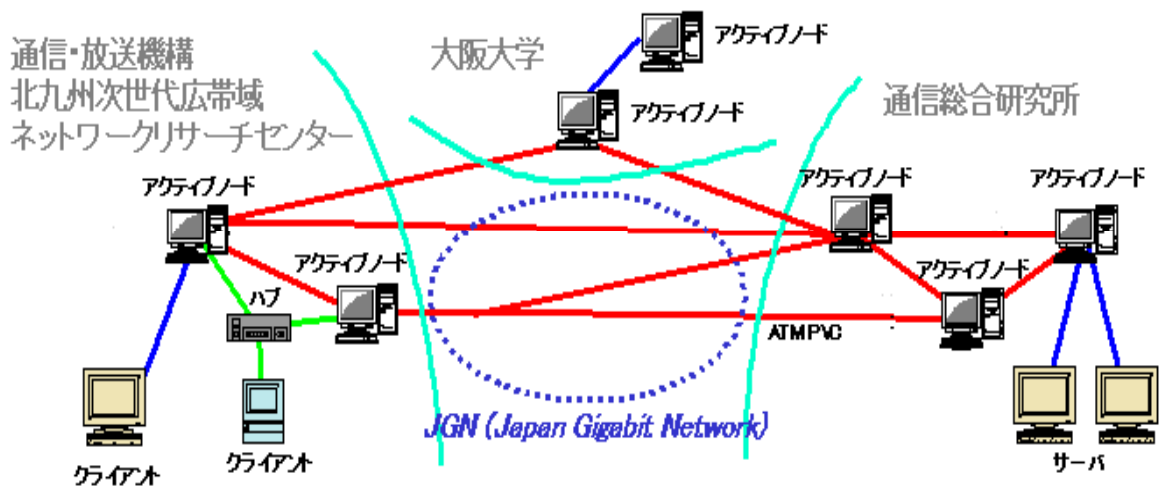 通信・放送機構
北九州次世代広帯域
ネットワークリサーチセンター
大阪大学
アクティブノード
アクティブノード
通信総合研究所
アクティブノード
アクティブノード
アクティブノード
アクティブノード
アクティブノード
ハブ
ATM PVC
JGN (Japan Gigabit Network)
クライアント
クライアント
サーバ